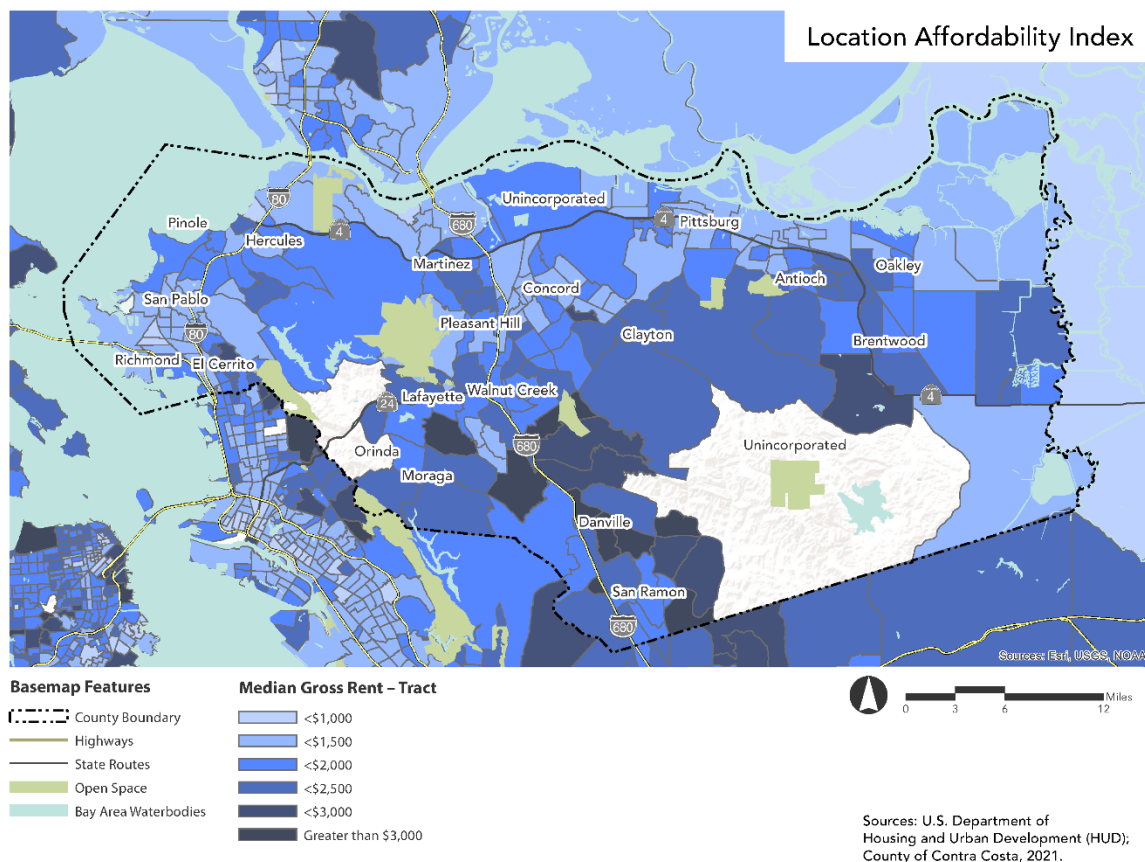 Location Affordability Index
Unincorporated
80
Pinole
680
4
Pittsburg
Hercules
4
Martinez
Antioch
Oakley
San Pablo
Concord
80
Pleasant Hill
Clayton
Brentwood
Richmond
El Cerrito
Walnut Creek
Lafayette
24
4
Orinda
680
Unincorporated
Moraga
Danville
San Ramon
680
Sources: Esri, USGS, NOAA
Basemap Features
County Boundary
Highways
State Routes
Open Space
Bay Area Waterbodies
Median Gross Rent – Tract
<$1,000
<$1,500
<$2,000
<$2,500
<$3,000
Greater than $3,000
Miles
0 3 6 12
Sources: U.S. Department of
Housing and Urban Development (HUD);
County of Contra Costa, 2021.